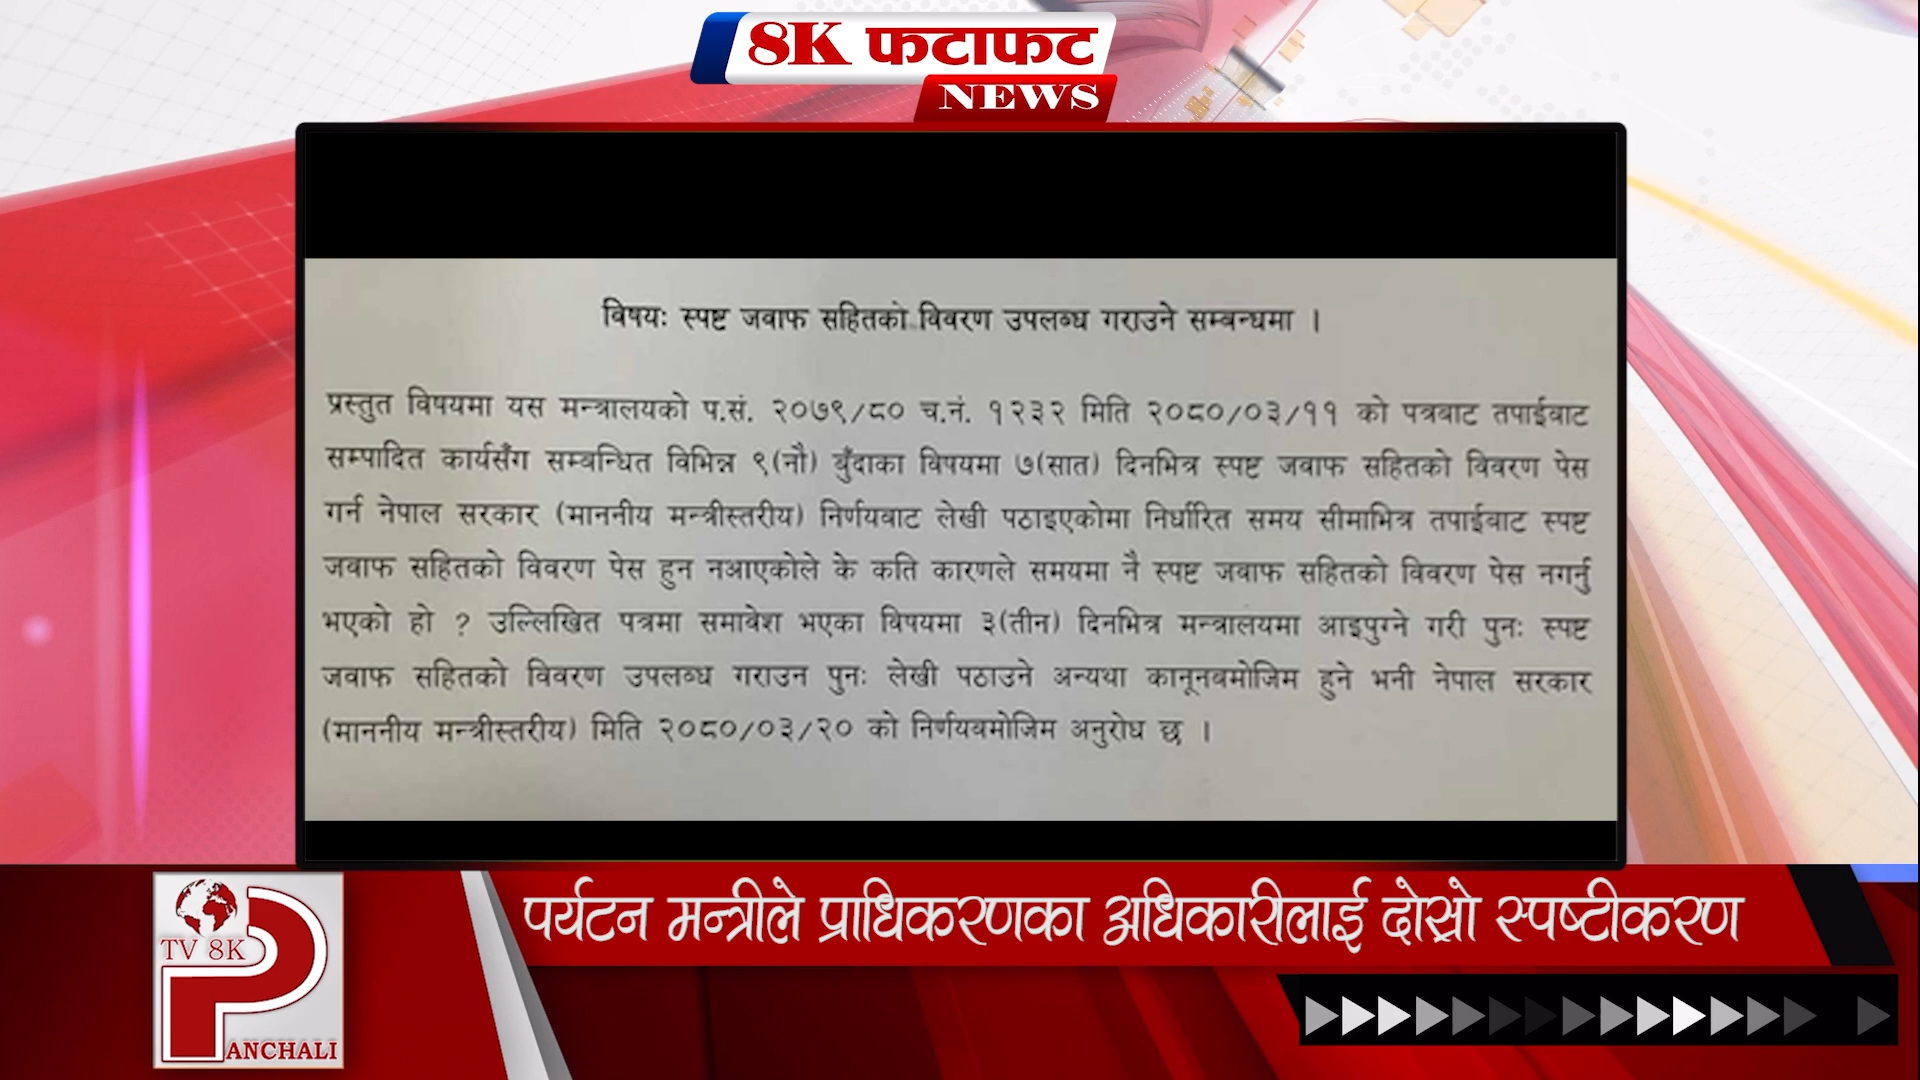 8K फटाफट
NEWS
विषयः स्पष्ट जवाफ सहितको विवरण उपलब्ध गराउने सम्बन्धमा ।
प्रस्तुत विषयमा यस मन्त्रालयको प.सं. २०७९/८० च.नं. १२३२ मिति २०८०/०३/११ को पत्रबाट तपाईबाट
सम्पादित कार्यसँग सम्बन्धित विभिन्न ९(नौ) बुँदाका विषयमा ७(सात) दिनभित्र स्पष्ट जवाफ सहितको विवरण पेस
गर्न नेपाल सरकार (माननीय मन्त्रीस्तरीय) निर्णयबाट लेखी पठाइएकोमा निर्धारित समय सीमाभित्र तपाईबाट स्पष्ट
जवाफ सहितको विवरण पेस हुन नआएकोले के कति कारणले समयमा नै स्पष्ट जवाफ सहितको विवरण पेस नगर्नु
भएको हो ? उल्लिखित पत्रमा समावेश भएका विषयमा ३(तीन) दिनभित्र मन्त्रालयमा आइपुग्ने गरी पुनः स्पष्ट
जवाफ सहितको विवरण उपलब्ध गराउन पुनः लेखी पठाउने अन्यथा कानूनबमोजिम हुने भनी नेपाल सरकार
(माननीय मन्त्रीस्तरीय) मिति २०८०/०३/२० को निर्णयबमोजिम अनुरोध छ ।
पर्यटन मन्त्रीले प्राधिकरणका अधिकारीलाई दोस्रो स्पष्टीकरण
TV 8K
PANCHALI